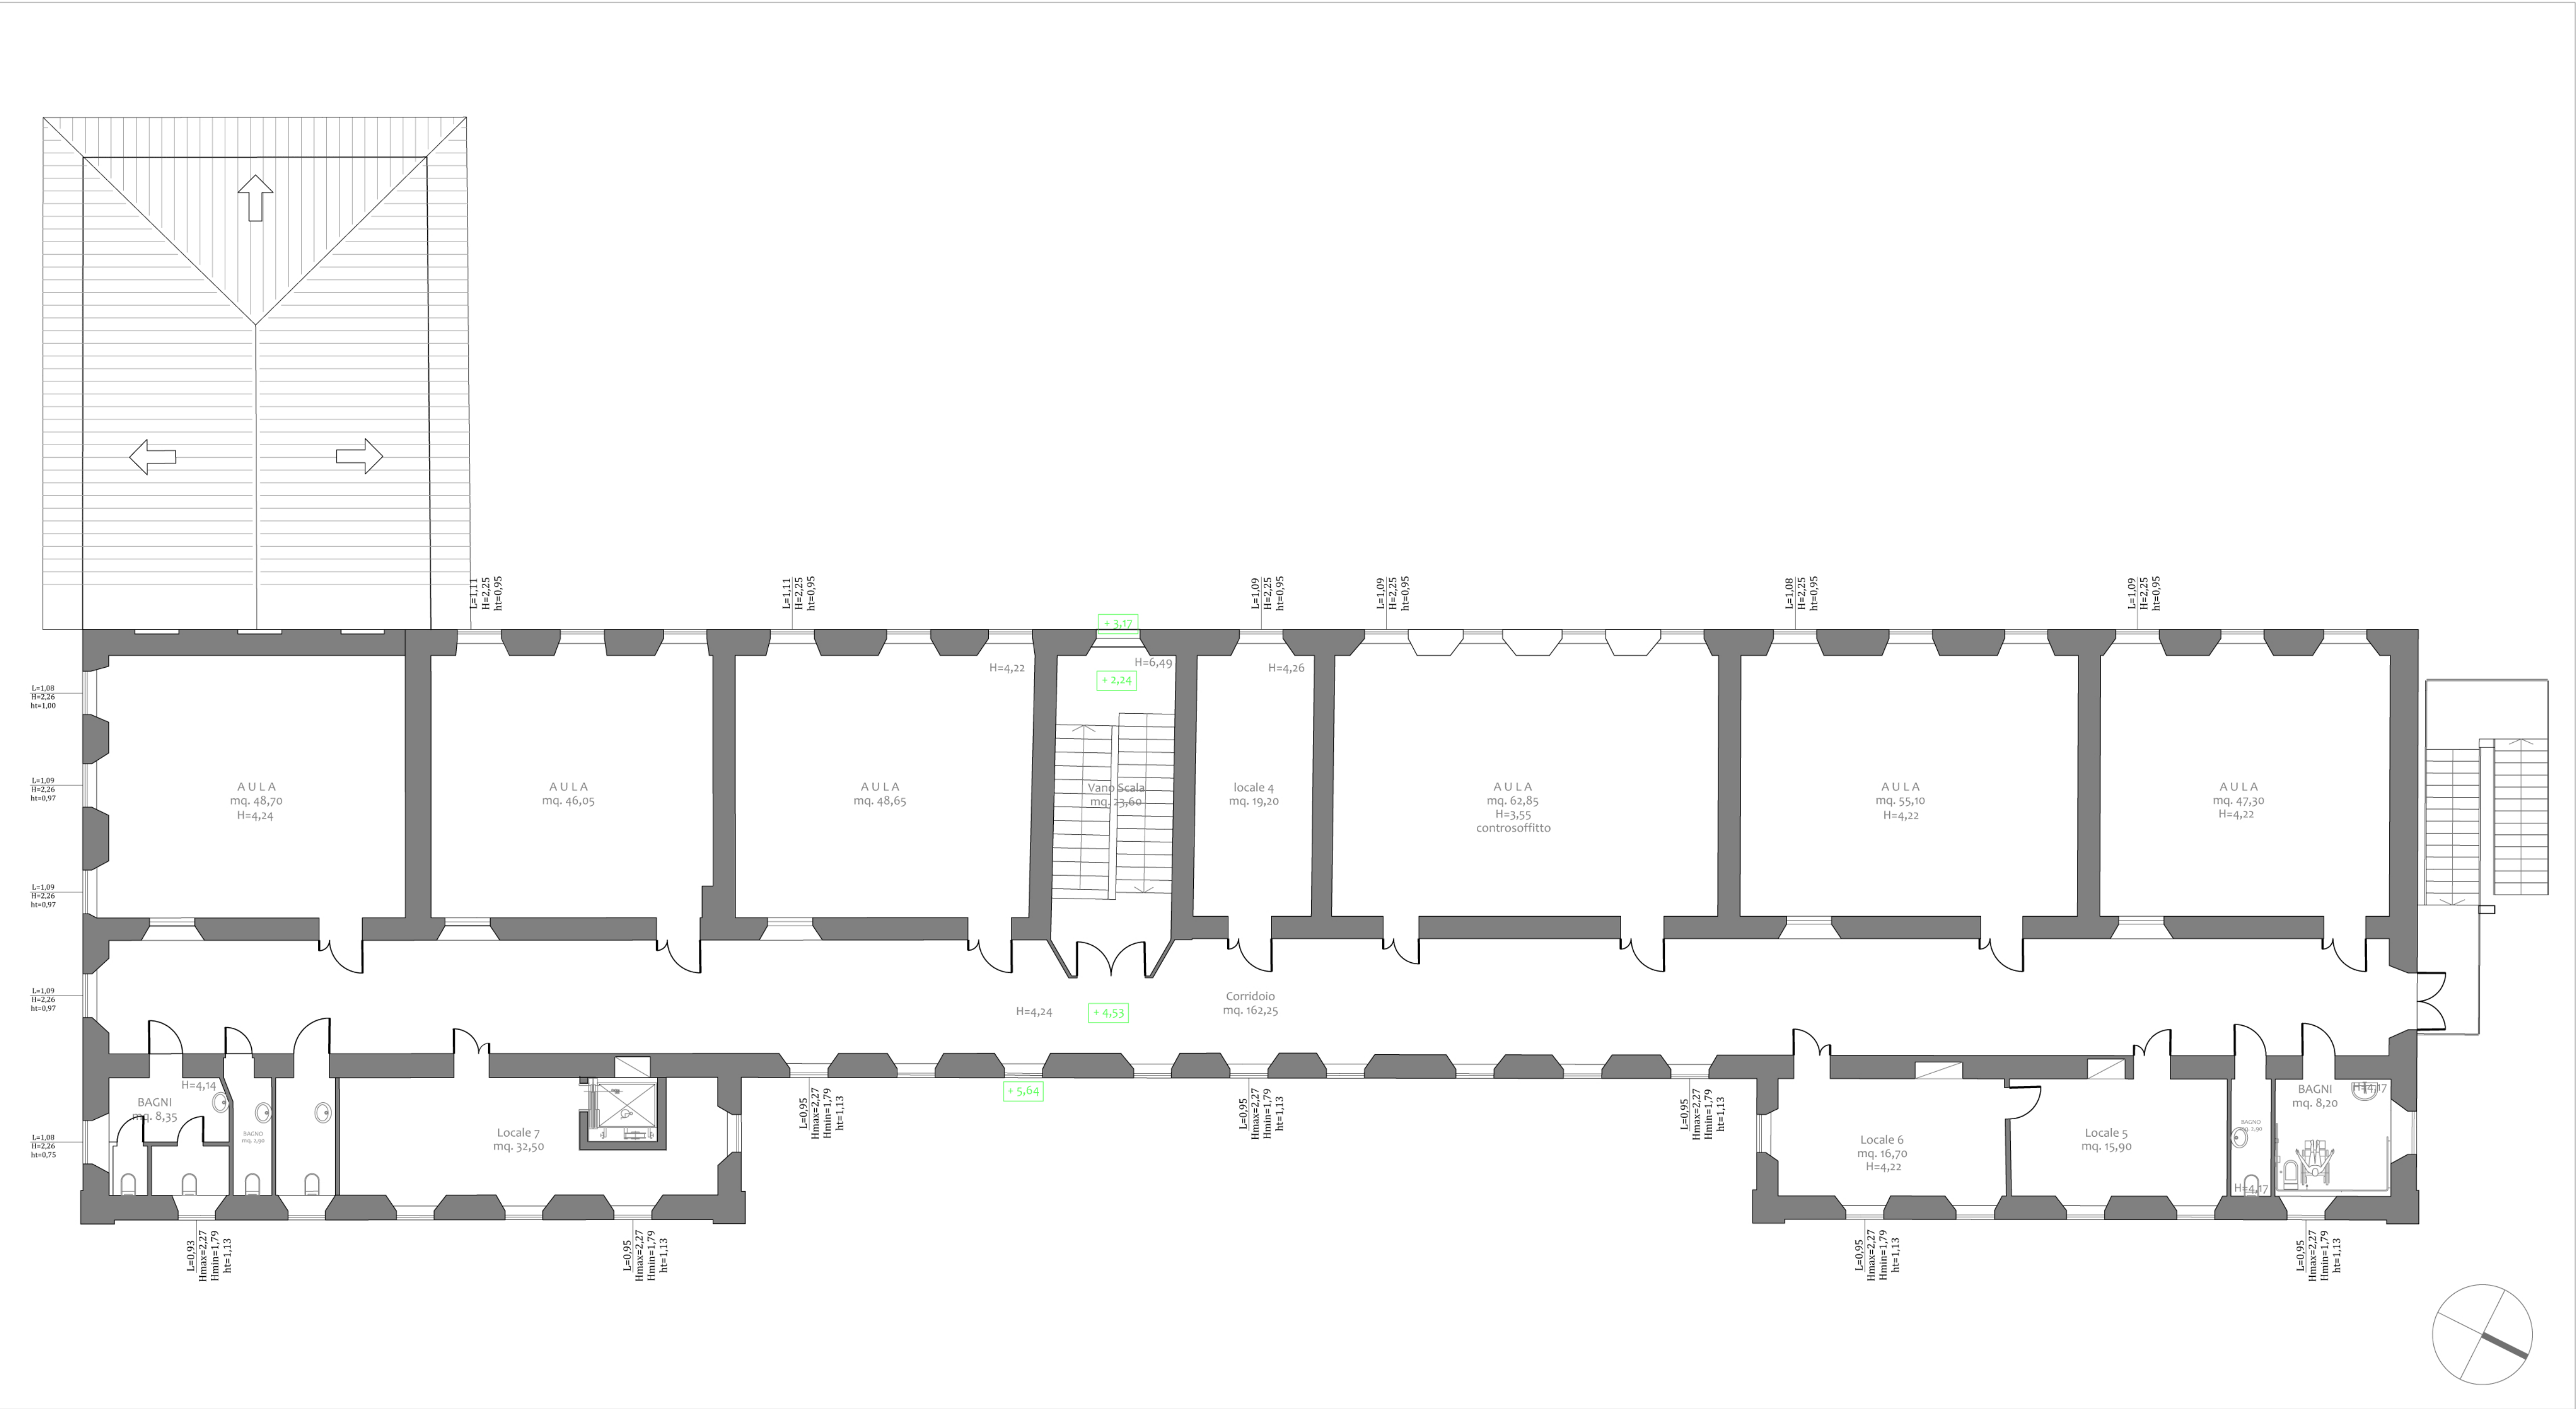 L=1,11
H=2,25
ht=0,95
L=1,11
H=2,25
ht=0,95
+ 3,17
L=1,09
H=2,25
ht=0,95
L=1,09
H=2,25
ht=0,95
L=1,08
H=2,25
ht=0,95
L=1,09
H=2,25
ht=0,95
H=4,22
H=6,49
+ 2,24
H=4,26
L=1,08
H=2,26
ht=1,00
L=1,09
H=2,26
ht=0,97
L=1,09
H=2,26
ht=0,97
L=1,09
H=2,26
ht=0,97
L=1,08
H=2,26
ht=0,75
AULA
mq. 48,70
H=4,24
AULA
mq. 46,05
AULA
mq. 48,65
Vano Scala
mq. 23,60
locale 4
mq. 19,20
AULA
mq. 62,85
H=3,55
controsoffitto
AULA
mq. 55,10
H=4,22
AULA
mq. 47,30
H=4,22
H=4,24
+ 4,53
Corridoio
mq. 162,25
H=4,14
BAGNI
mq. 8,35
BAGNO
Locale 7
mq. 32,50
+ 5,64
L=0,95
Hmax=2,27
Hmin=1,79
ht=1,13
L=0,95
Hmax=2,27
Hmin=1,79
ht=1,13
L=0,95
Hmax=2,27
Hmin=1,79
ht=1,13
Locale 6
mq. 16,70
H=4,22
Locale 5
mq. 15,90
BAGNO
H=4,17
BAGNI
mq. 8,20
H=4,17
L=0,93
Hmax=2,27
Hmin=1,79
ht=1,13
L=0,95
Hmax=2,27
Hmin=1,79
ht=1,13
L=0,95
Hmax=2,27
Hmin=1,79
ht=1,13
L=0,95
Hmax=2,27
Hmin=1,79
ht=1,13